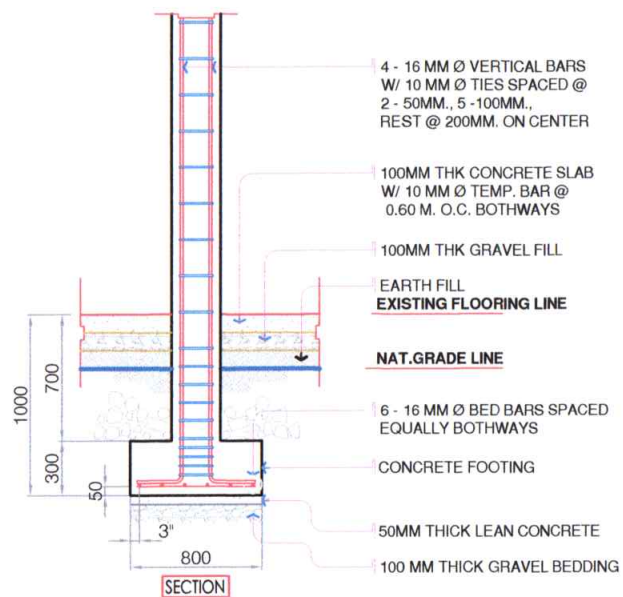 4 - 16 MM Ø VERTICAL BARS
W/ 10 MM Ø TIES SPACED @
2 - 50MM., 5 -100MM.,
REST @ 200MM. ON CENTER
100MM THK CONCRETE SLAB
W/ 10 MM Ø TEMP. BAR @
0.60 M. O.C. BOTHWAYS
100MM THK GRAVEL FILL
EARTH FILL
EXISTING FLOORING LINE
NAT.GRADE LINE
6 - 16 MM Ø BED BARS SPACED
EQUALLY BOTHWAYS
CONCRETE FOOTING
50MM THICK LEAN CONCRETE
100 MM THICK GRAVEL BEDDING
1000
700
300
50
3"
800
SECTION